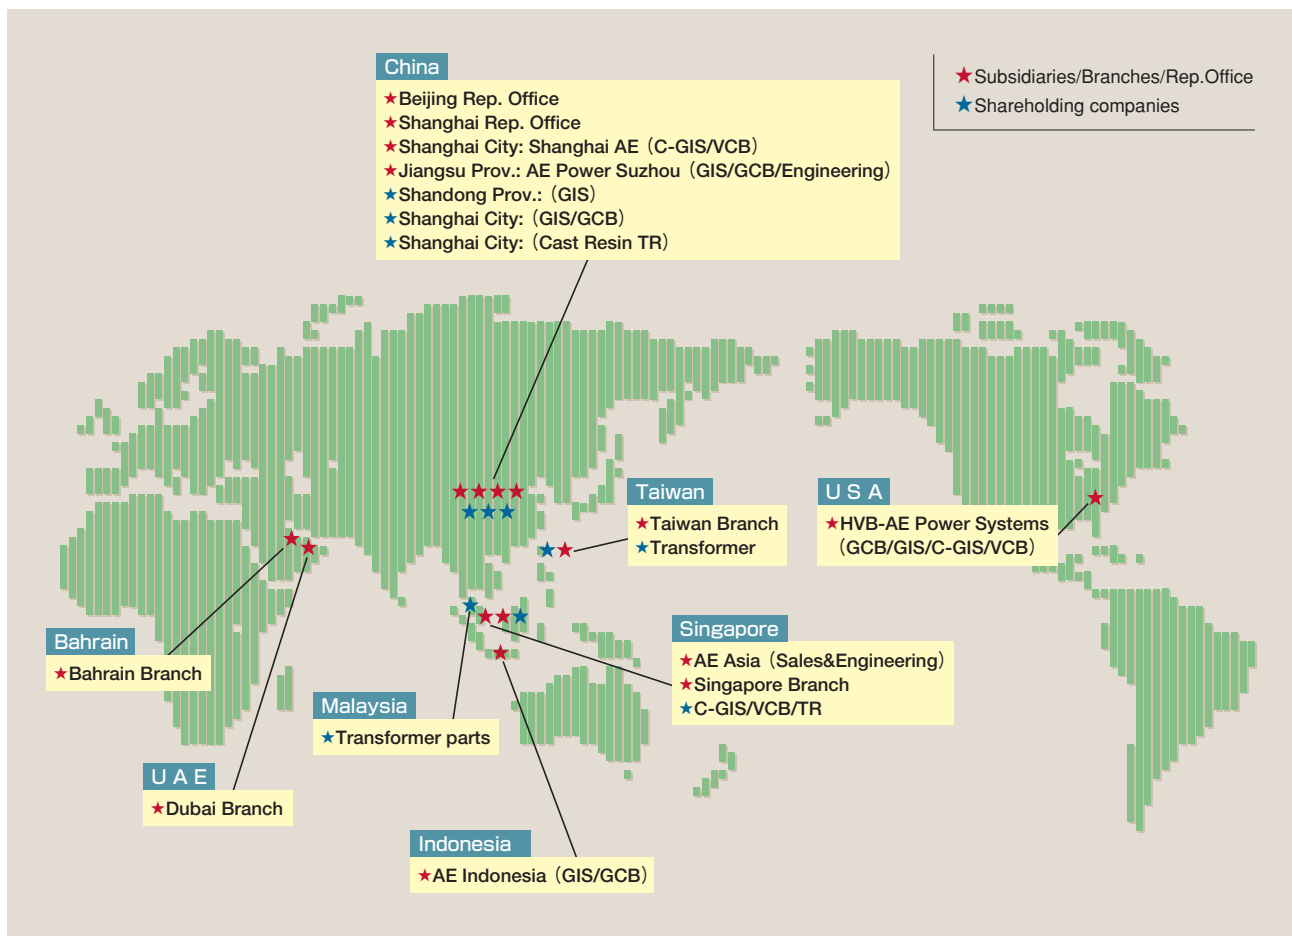 China
★Beijing Rep. Office
★Shanghai Rep. Office
★Shanghai City: Shanghai AE (C-GIS/VCB)
★Jiangsu Prov.: AE Power Suzhou (GIS/GCB/Engineering)
★Shandong Prov.: (GIS)
★Shanghai City: (GIS/GCB)
★Shanghai City: (Cast Resin TR)
★Subsidiaries/Branches/Rep.Office
★Shareholding companies
Taiwan
★Taiwan Branch
★Transformer
USA
★HVB-AE Power Systems
(GCB/GIS/C-GIS/VCB)
Bahrain
★Bahrain Branch
Singapore
★AE Asia (Sales&Engineering)
★Singapore Branch
★C-GIS/VCB/TR
Malaysia
★Transformer parts
UAE
★Dubai Branch
Indonesia
★AE Indonesia (GIS/GCB)